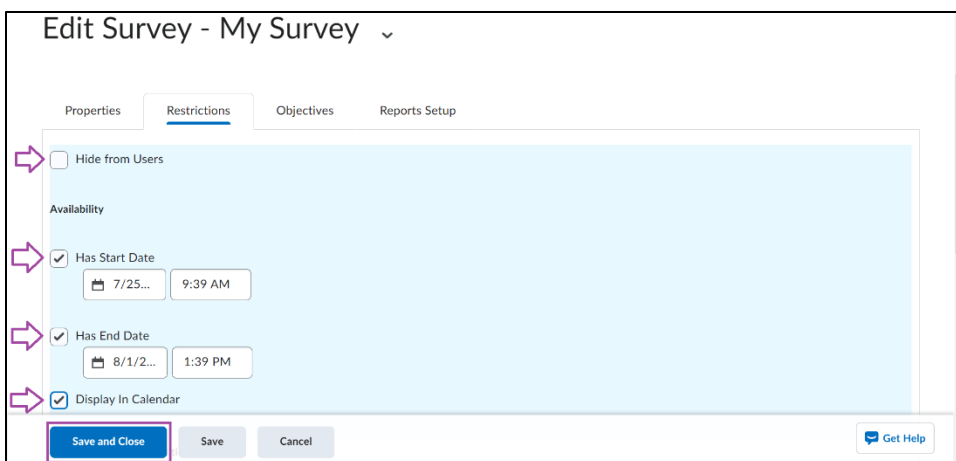 Edit Survey - My Survey
Properties Restrictions Objectives Reports Setup
Hide from Users
Availability
Has Start Date
7/25... 9:39 AM
Has End Date
8/1/2... 1:39 PM
Display In Calendar
Save and Close Save Cancel Get Help